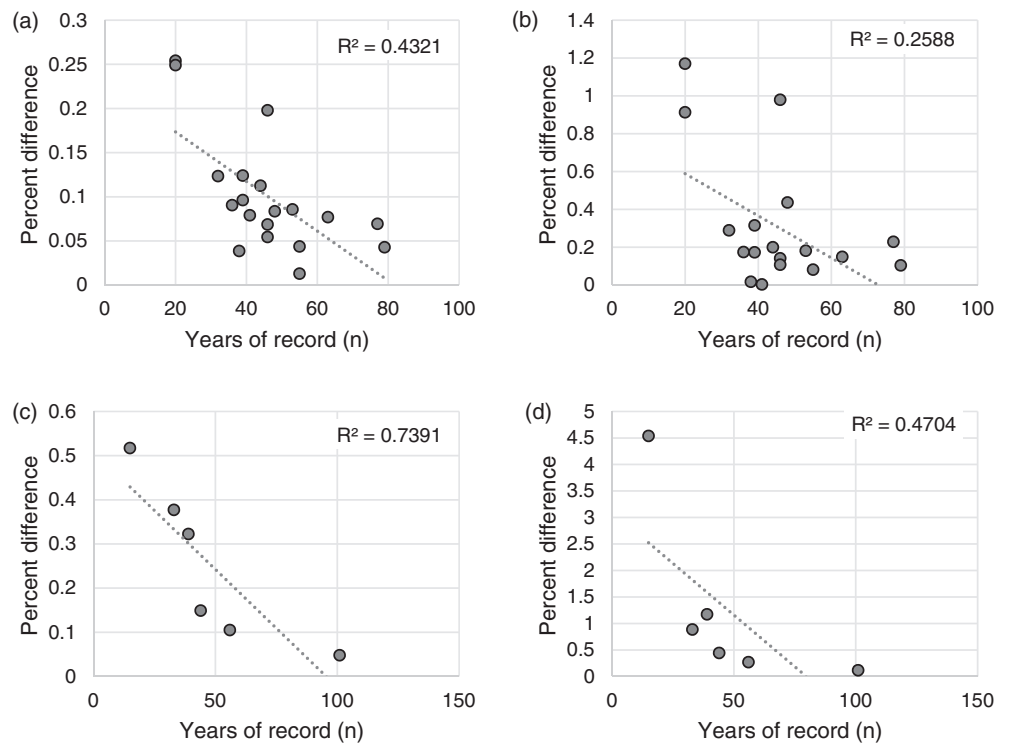 (a)
R² = 0.4321
Percent difference
0.3
0.25
0.2
0.15
0.1
0.05
0
0 20 40 60 80 100
Years of record (n)
(b)
R² = 0.2588
Percent difference
1.4
1.2
1
0.8
0.6
0.4
0.2
0
0 20 40 60 80 100
Years of record (n)
(c)
R² = 0.7391
Percent difference
0.6
0.5
0.4
0.3
0.2
0.1
0
0 50 100 150
Years of record (n)
(d)
R² = 0.4704
Percent difference
5
4.5
4
3.5
3
2.5
2
1.5
1
0.5
0
0 50 100 150
Years of record (n)